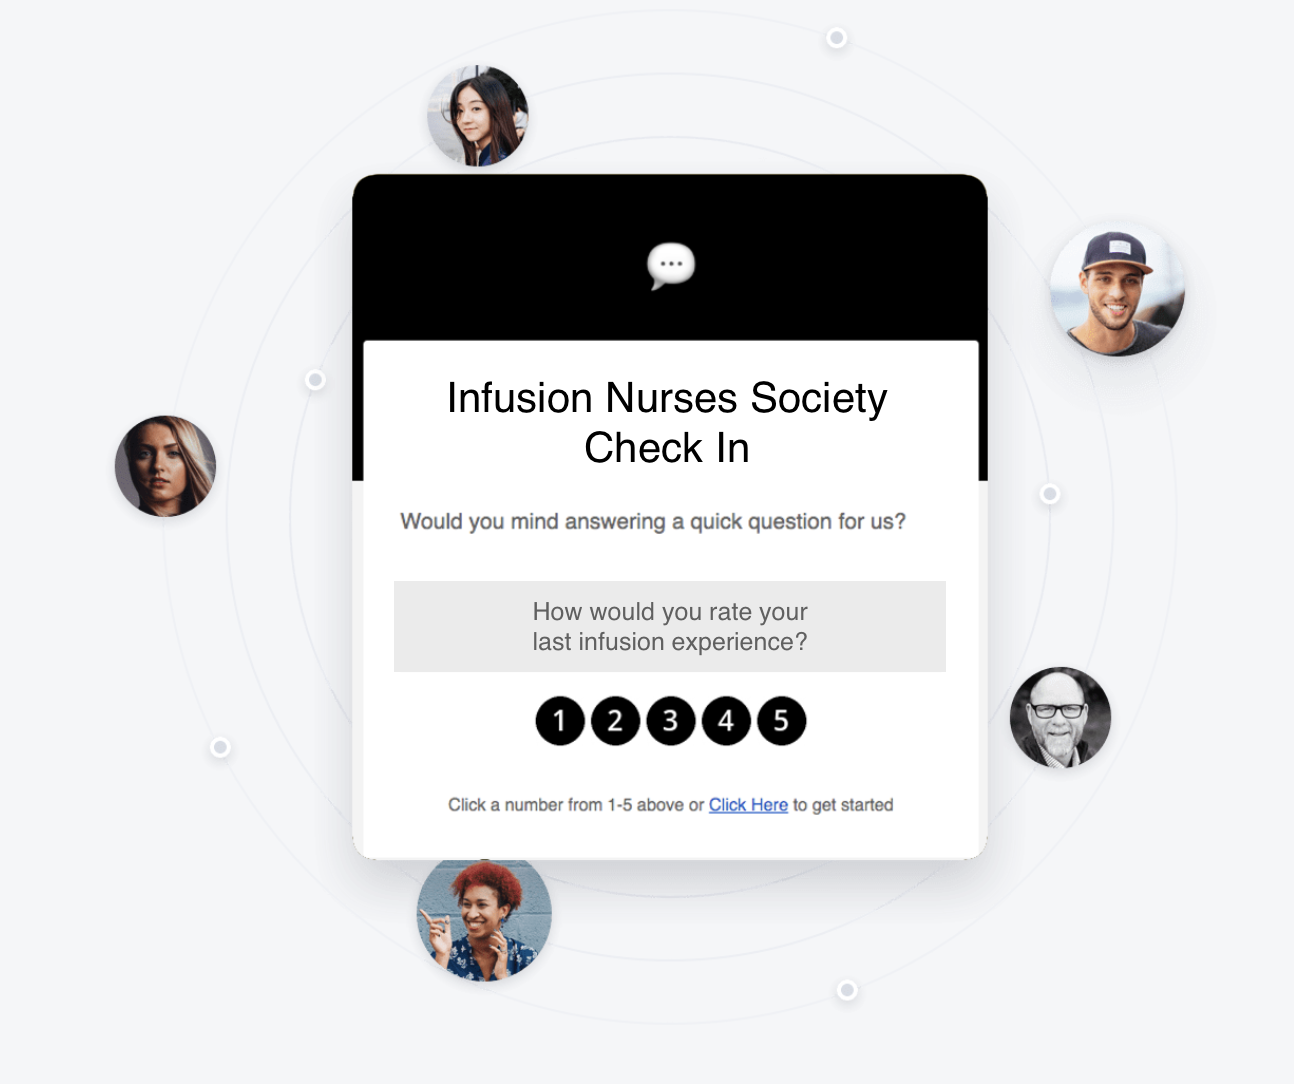 Infusion Nurses Society
Check In
Would you mind answering a quick question for us?
How would you rate your
last infusion experience?
1 2 3 4 5
Click a number from 1-5 above or Click Here to get started